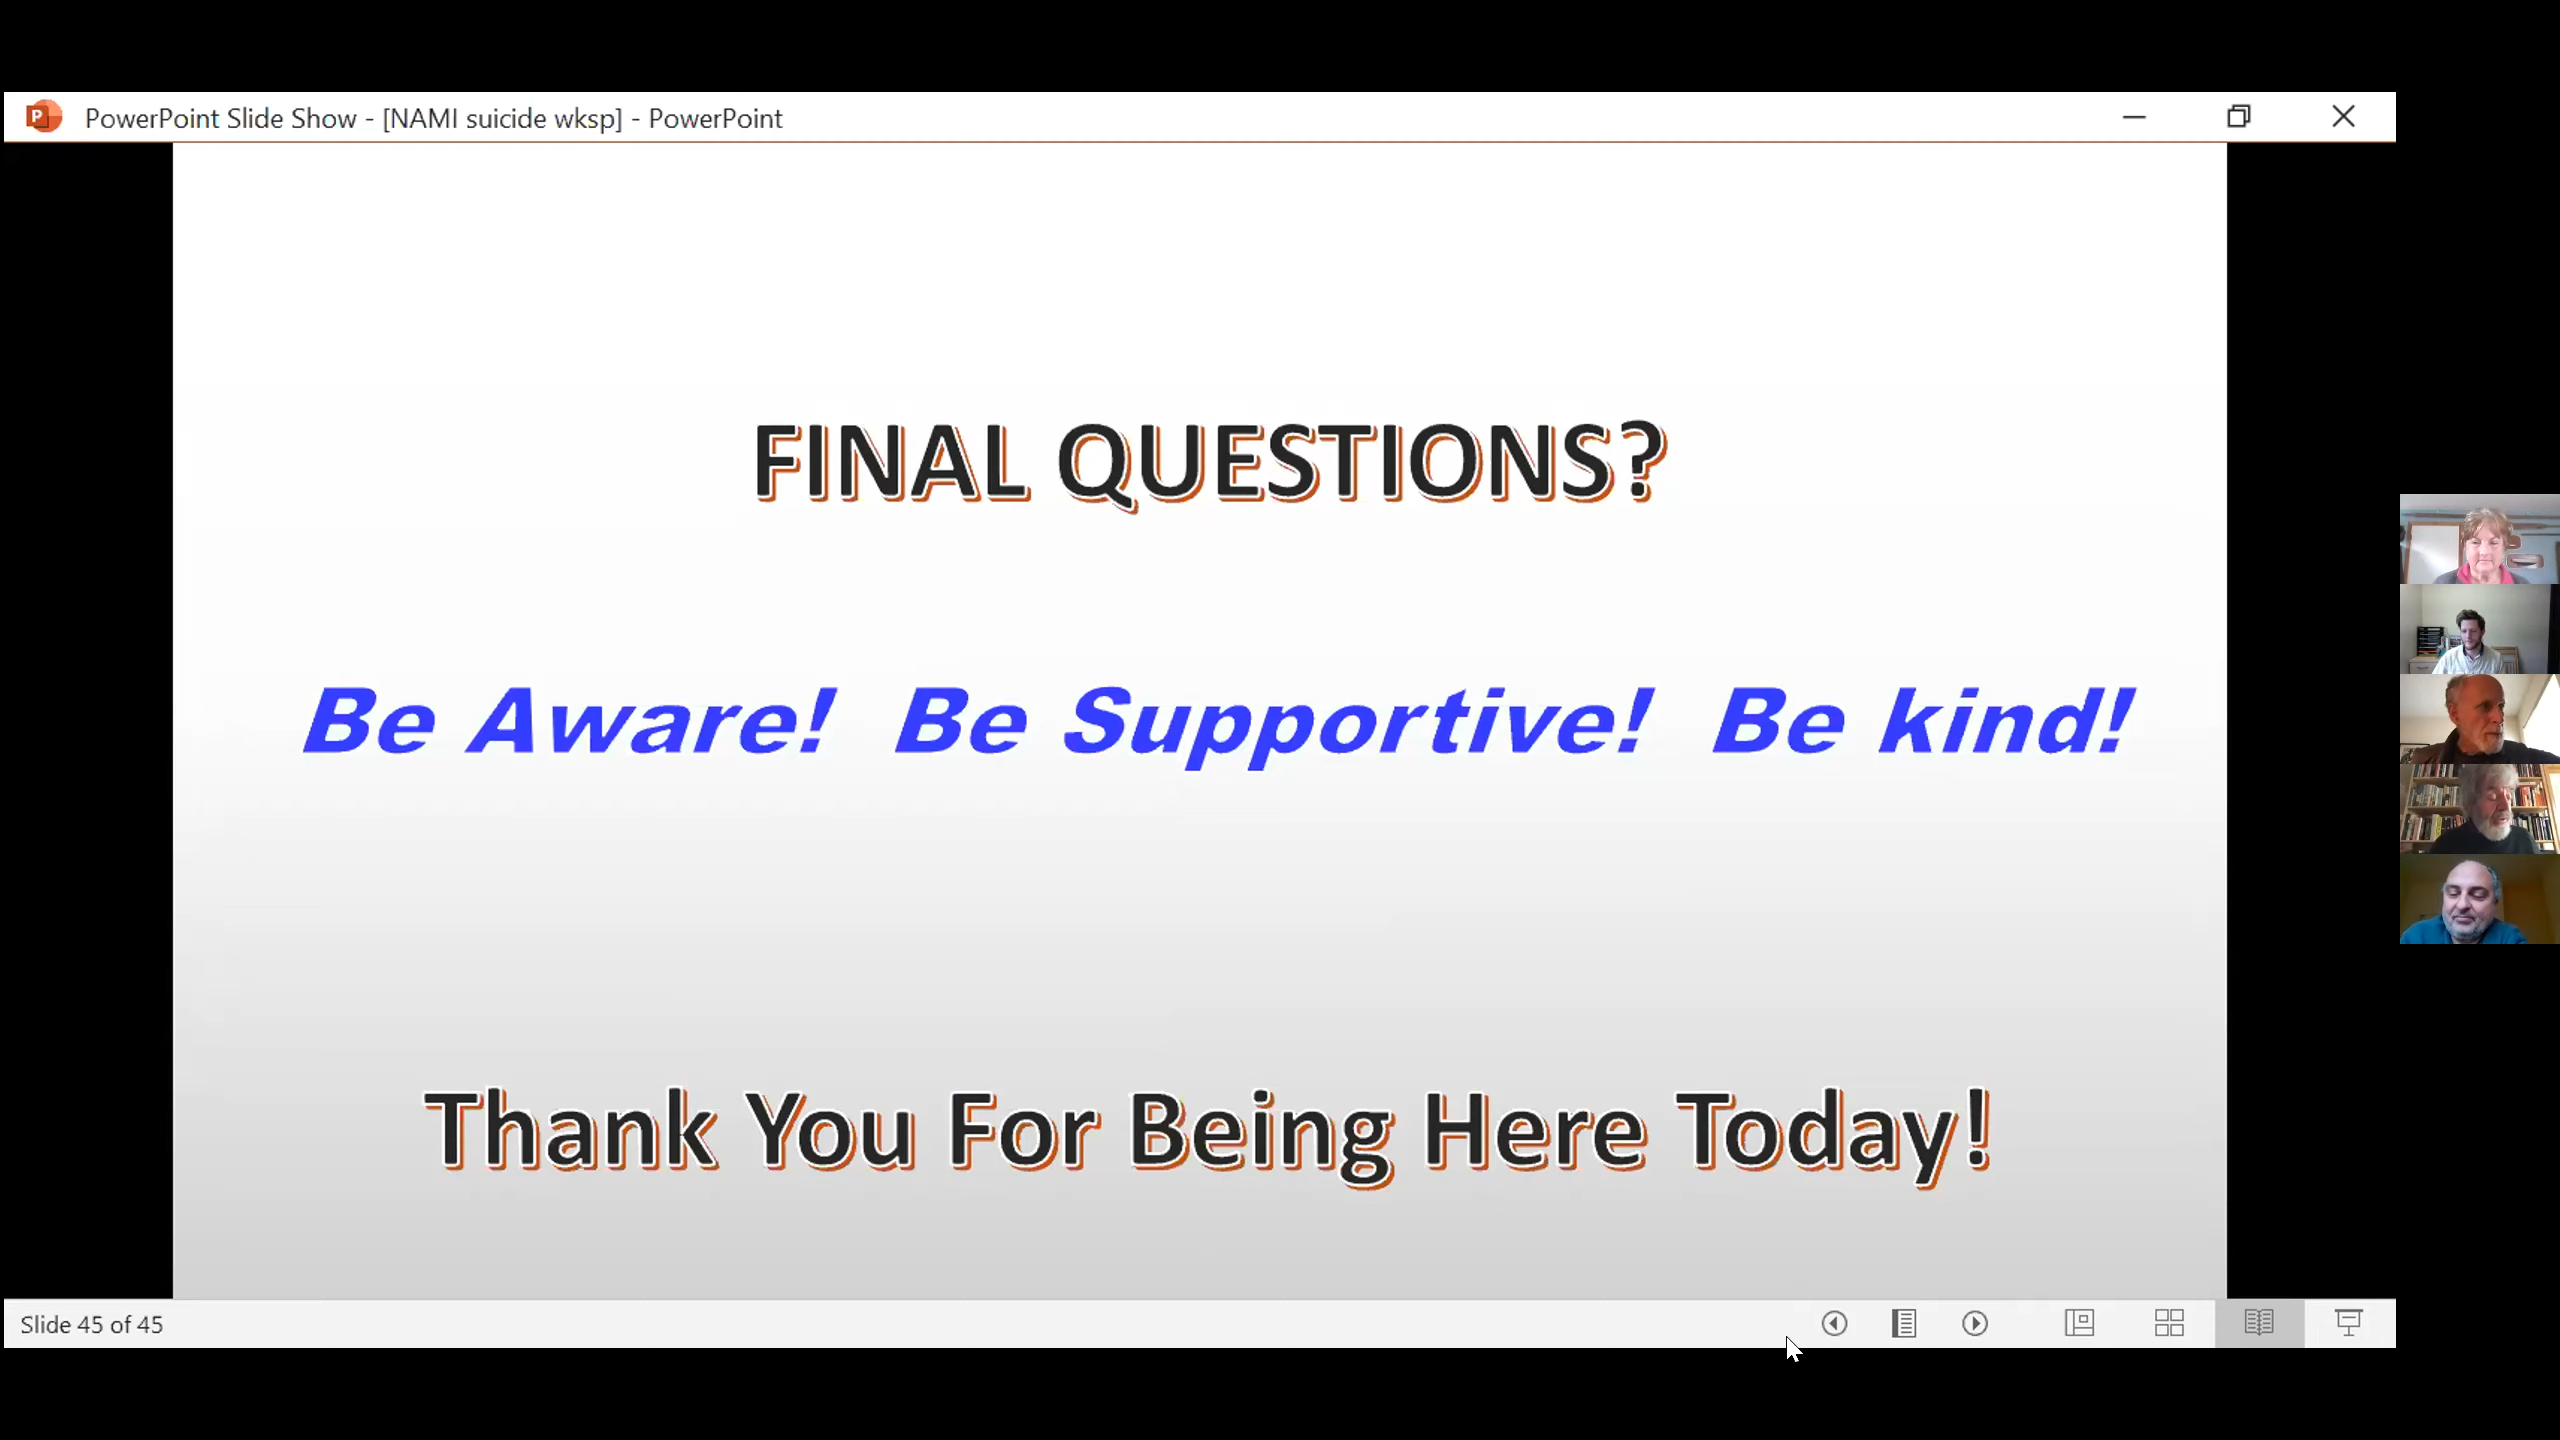 PowerPoint Slide Show - [NAMI suicide wksp] - PowerPoint
FINAL QUESTIONS?
Be Aware! Be Supportive! Be kind!
Thank You For Being Here Today!
Slide 45 of 45